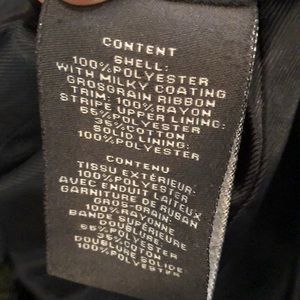 CONTENT
SHELL:
100%POLYESTER
WITH MILKY COATING
GROSGRAIN RIBBON
TRIM: 100%RAYON
STRIPE UPPER LINING:
65%POLYESTER
35%COTTON
SOLID LINING:
100%POLYESTER
CONTENU
TISSU EXTÉRIEUR:
100%POLYESTER
AVEC ENDUIT LAITEUX
GARNITURE DE RUBAN
GROS-GRAIN:
100%RAYONNE
BANDE SUPÉRIEURE
DOUBLURE:
65%POLYESTER
35%COTON
DOUBLURE SOLIDE:
100%POLYESTER